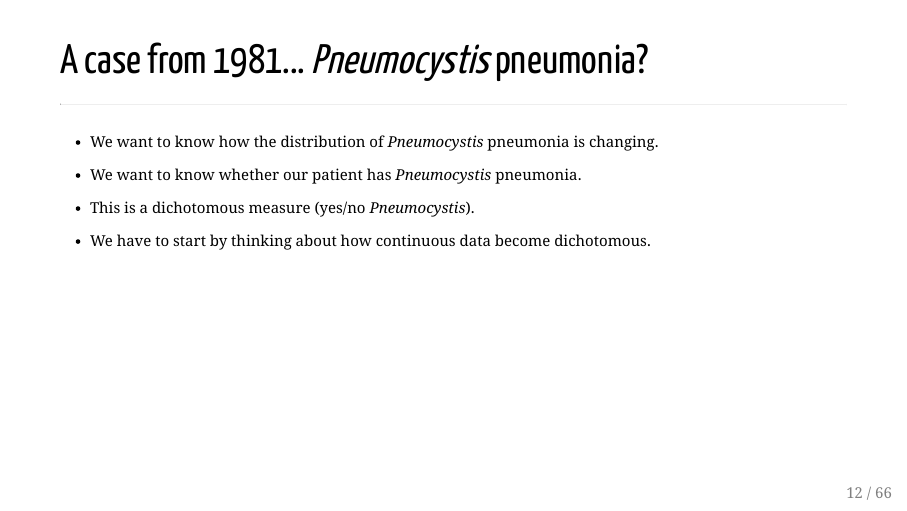 A case from 1981... Pneumocystis pneumonia?
• We want to know how the distribution of Pneumocystis pneumonia is changing.
• We want to know whether our patient has Pneumocystis pneumonia.
• This is a dichotomous measure (yes/no Pneumocystis).
• We have to start by thinking about how continuous data become dichotomous.
12 / 66